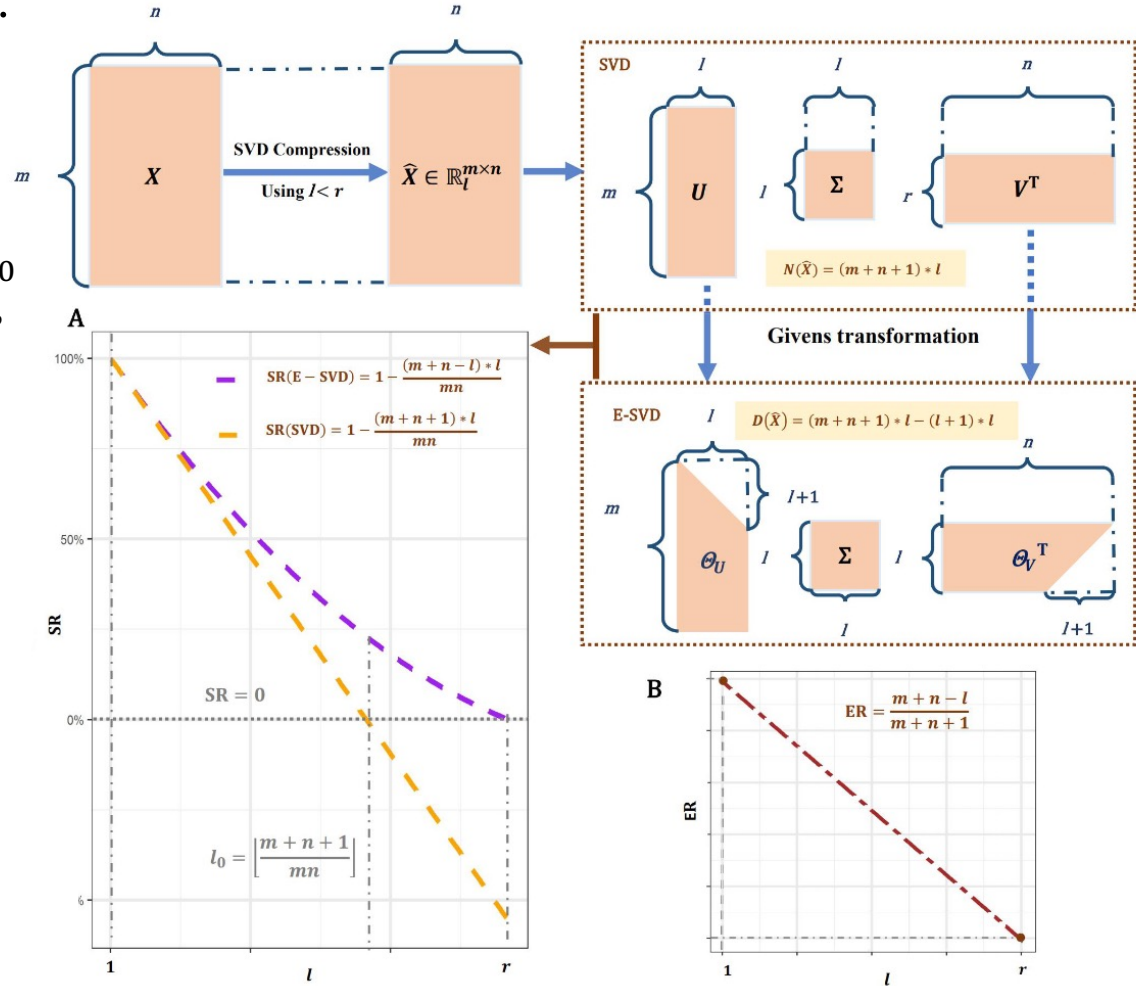 n
n
m
X
SVD Compression
Using l < r
X̂ ∈ ℝ_l^{m×n}
SVD
l
l
n
m
U
l
Σ
r
V^T
N(X̂) = (m + n + 1) * l
0
Givens transformation
A
100%
50%
0%
%
SR
SR(E − SVD) = 1 − (m + n − l) * l / mn
SR(SVD) = 1 − (m + n + 1) * l / mn
SR = 0
l_0 = ⌊(m + n + 1) / mn⌋
1
l
r
E-SVD
l
D(X̂) = (m + n + 1) * l − (l + 1) * l
n
m
l+1
Θ_U
l
Σ
l
Θ_V^T
l
l+1
B
ER
ER = (m + n − l) / (m + n + 1)
1
l
r